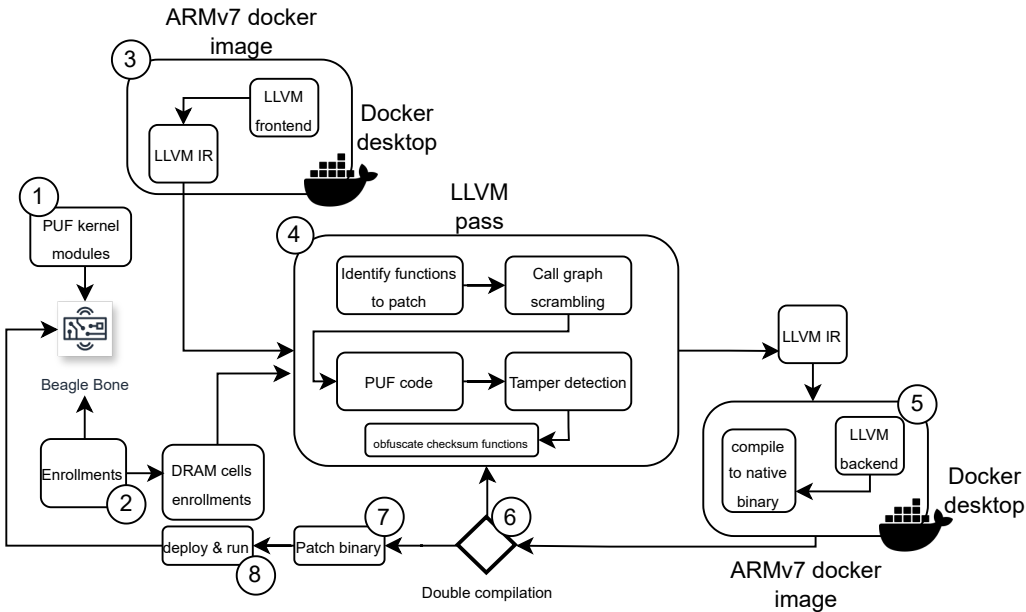 ARMv7 docker
image
3
LLVM
frontend
LLVM IR
Docker
desktop
1
PUF kernel
modules
Beagle Bone
Enrollments
2
DRAM cells
enrollments
LLVM
pass
4
Identify functions
to patch
Call graph
scrambling
PUF code
Tamper detection
obfuscate checksum functions
LLVM IR
5
LLVM
backend
compile
to native
binary
Docker
desktop
ARMv7 docker
image
6
Double compilation
7
Patch binary
deploy & run
8